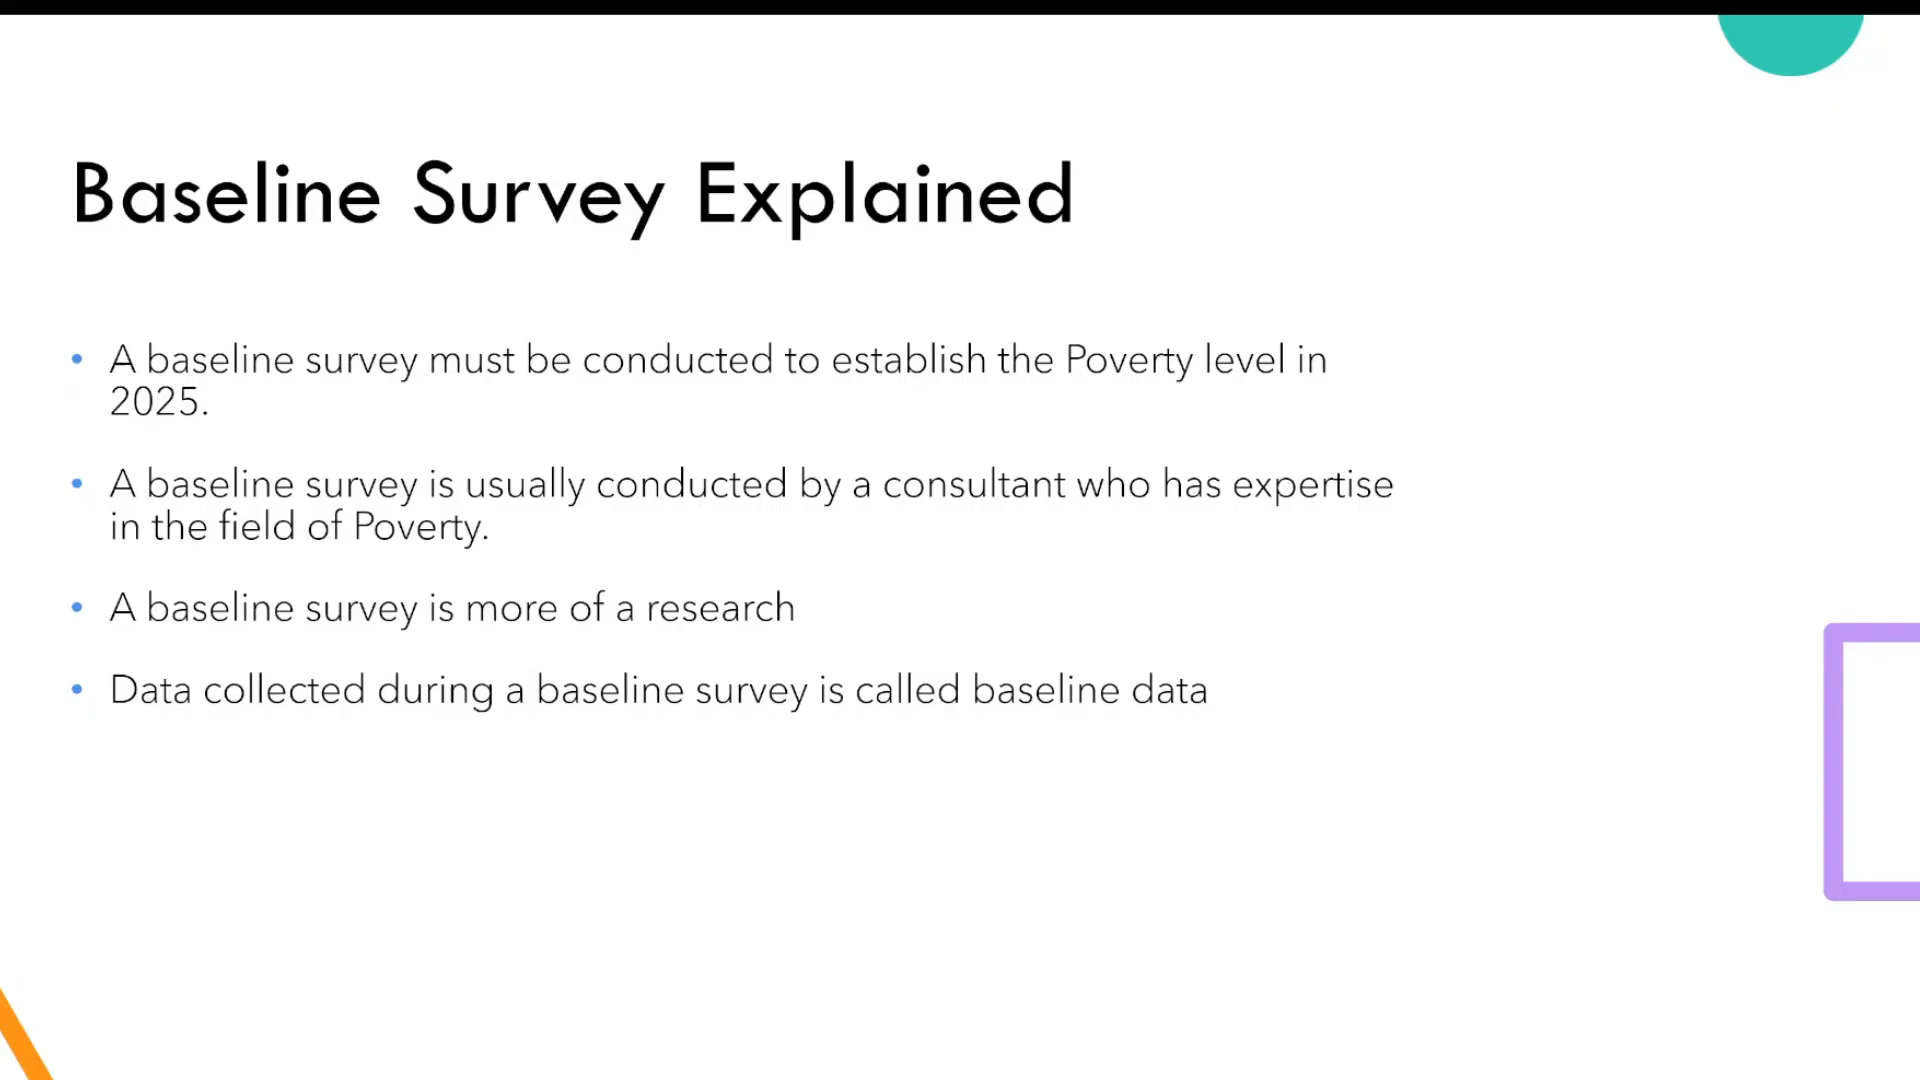 Baseline Survey Explained
• A baseline survey must be conducted to establish the Poverty level in
2025.
• A baseline survey is usually conducted by a consultant who has expertise
in the field of Poverty.
• A baseline survey is more of a research
• Data collected during a baseline survey is called baseline data